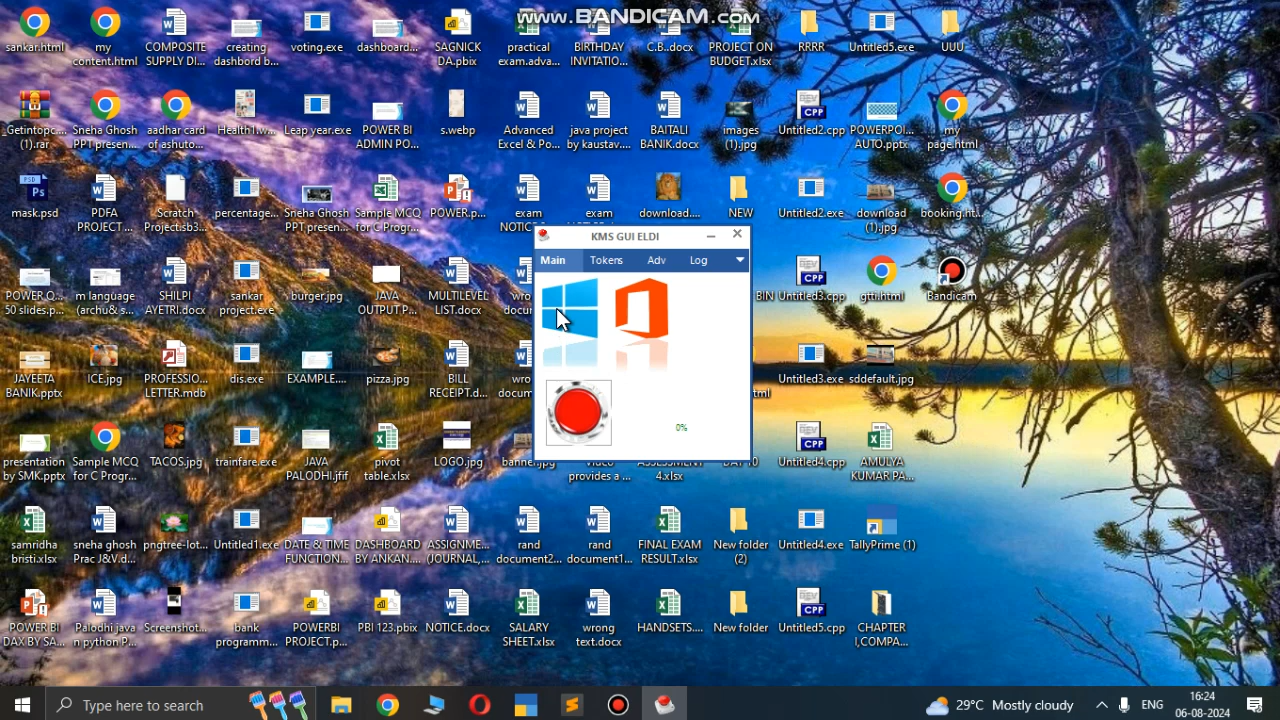 www.BANDICAM.com
sankar.html
my
content.html
COMPOSITE
SUPPLY DI...
creating
dashbord b...
voting.exe
dashboard...
SAGNICK
DA.pbix
practical
exam.adva...
BIRTHDAY
INVITATIO...
C.B..docx
PROJECT ON
BUDGET.xlsx
RRRR
Untitled5.exe
UUU
Getintopc....
(1).rar
Sneha Ghosh
PPT presen...
aadhar card
of ashuto...
Health1.w...
Leap year.exe
POWER BI
ADMIN PO...
s.webp
Advanced
Excel & Po...
java project
by kaustav....
BAITALI
BANIK.docx
images
(1).jpg
Untitled2.cpp
POWERPOI...
AUTO.pptx
my
page.html
mask.psd
PDFA
PROJECT ...
Scratch
Project.sb3...
percentage...
Sneha Ghosh
PPT presen...
Sample MCQ
for C Progr...
POWER.p...
exam
NOTICE
exam
download....
NEW
Untitled2.exe
download
(1).jpg
booking.ht...
KMS GUI ELDI
Main
Tokens
Adv
Log
0%
POWER Q...
50 slides.p...
m language
(archu& s...
SHILPI
AYETRI.docx
sankar
project.exe
burger.jpg
JAVA
OUTPUT P...
MULTILEVEL
LIST.docx
BIN
Untitled3.cpp
gtti.html
Bandicam
JAYEETA
BANIK.pptx
ICE.jpg
PROFESSIO...
LETTER.mdb
dis.exe
EXAMPLE....
pizza.jpg
BILL
RECEIPT.d...
Untitled3.exe
sddefault.jpg
presentation
by SMK.pptx
Sample MCQ
for C Progr...
TACOS.jpg
trainfare.exe
JAVA
PALODHI.jfif
pivot
table.xlsx
LOGO.jpg
banner.jpg
video
provides a ...
ASSESSMENT
4.xlsx
DAY 10
Untitled4.cpp
AMULYA
KUMAR PA...
samridha
bristi.xlsx
sneha ghosh
Prac J&V.d...
pngtree-lot...
Untitled1.exe
DATE & TIME
FUNCTION...
DASHBOARD
BY ANKAN...
ASSIGNME...
(JOURNAL,...
rand
document2...
rand
document1...
FINAL EXAM
RESULT.xlsx
New folder
(2)
Untitled4.exe
TallyPrime (1)
POWER BI
DAX BY SA...
Palodhi java
n python P...
Screenshot...
bank
programm...
POWERBI
PROJECT.p...
PBI 123.pbix
NOTICE.docx
SALARY
SHEET.xlsx
wrong
text.docx
HANDSETS....
New folder
Untitled5.cpp
CHAPTER
I,COMPA...
Type here to search
29°C Mostly cloudy
ENG
16:24
06-08-2024